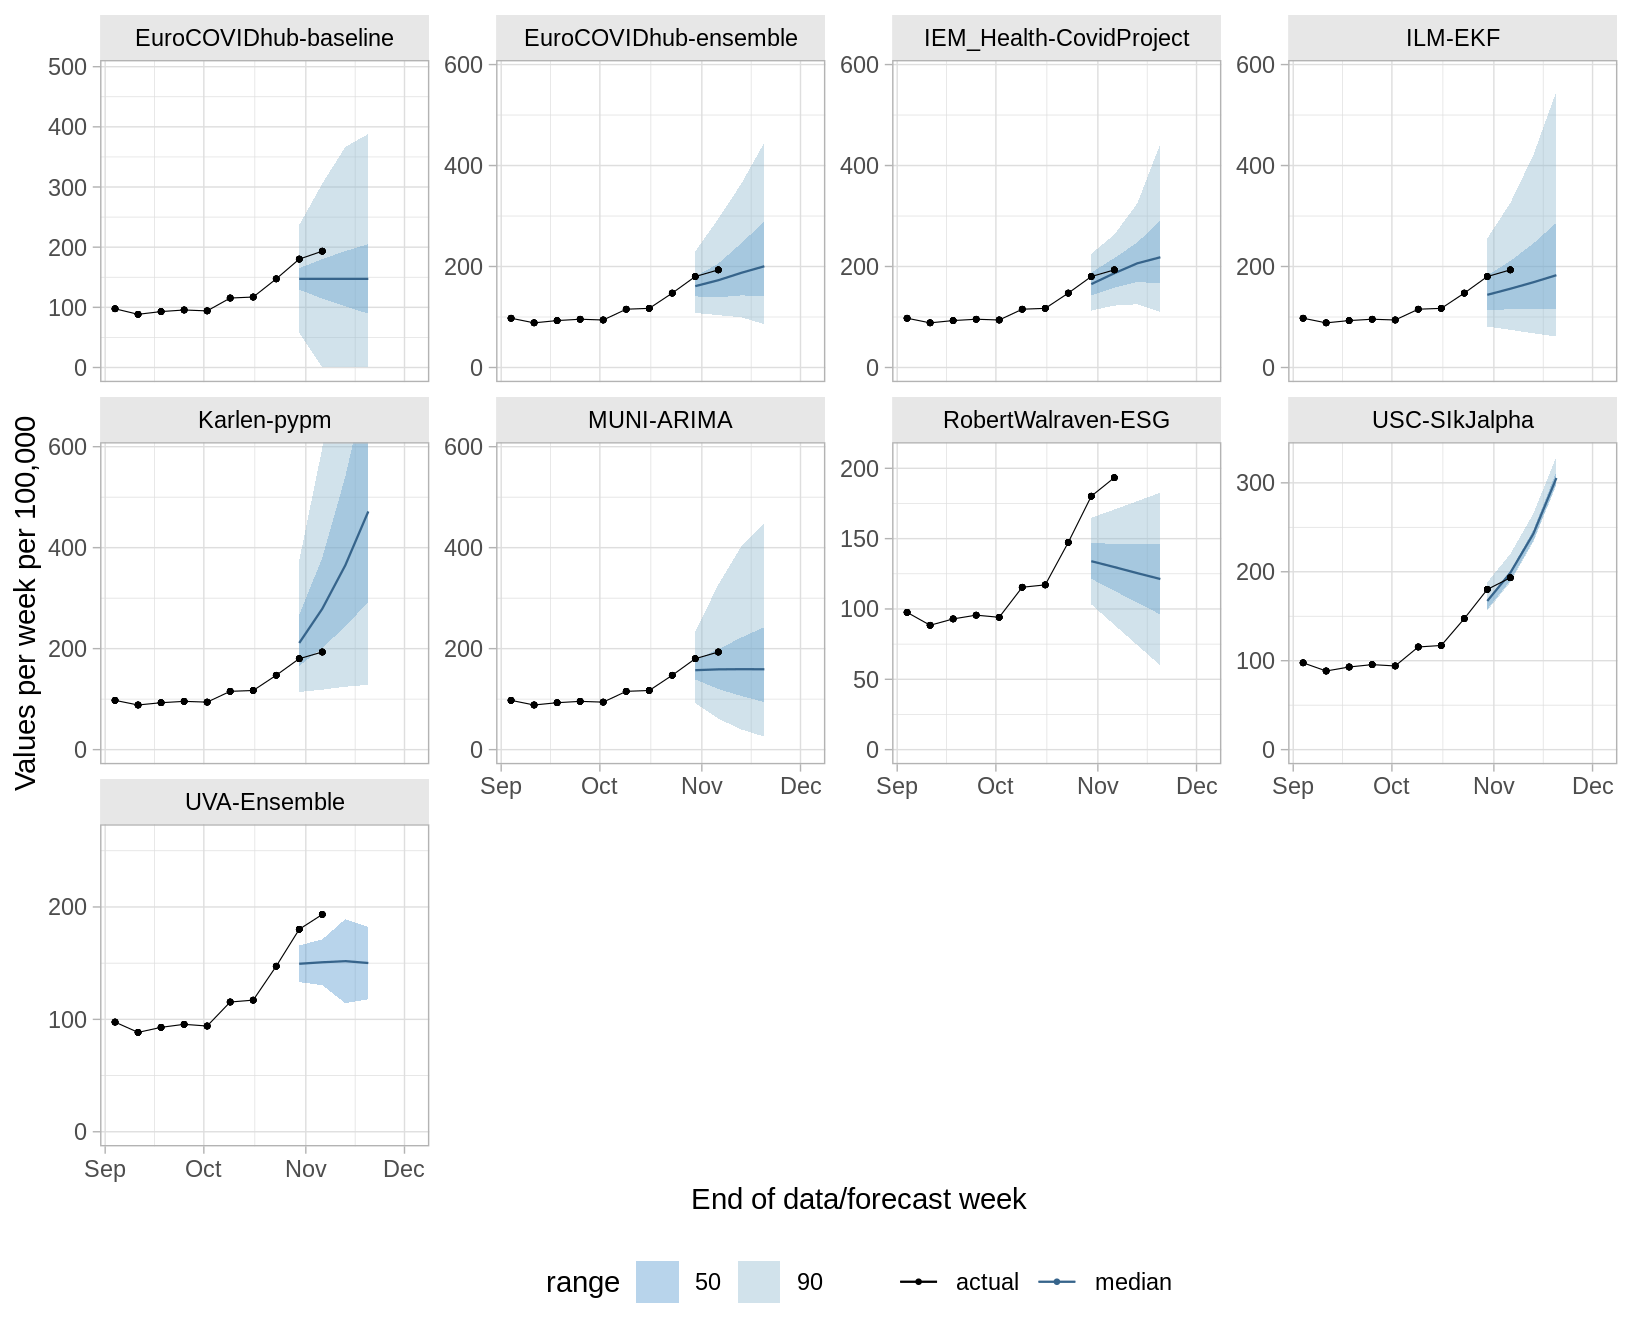 EuroCOVIDhub-baseline
EuroCOVIDhub-ensemble
IEM_Health-CovidProject
ILM-EKF
500
400
300
200
100
0
600
400
200
0
600
400
200
0
600
400
200
0
Values per week per 100,000
Karlen-pypm
MUNI-ARIMA
RobertWalraven-ESG
USC-SIkJalpha
600
400
200
0
600
400
200
0
200
150
100
50
0
300
200
100
0
Sep Oct Nov Dec
Sep Oct Nov Dec
Sep Oct Nov Dec
UVA-Ensemble
200
100
0
Sep Oct Nov Dec
End of data/forecast week
range 50 90 actual median